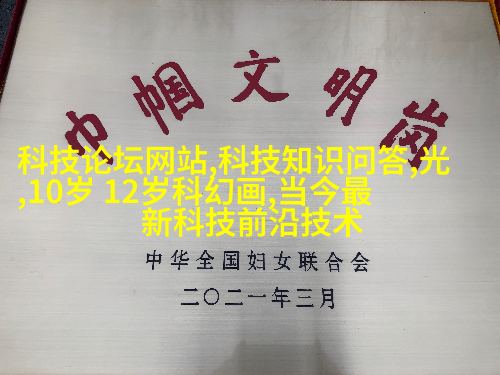 巾帼文明岗
科技论坛网站,科技知识问答,光
,10岁 12岁科幻画,当今最
新科技前沿技术
中华全国妇女联合会
二〇二一年三月